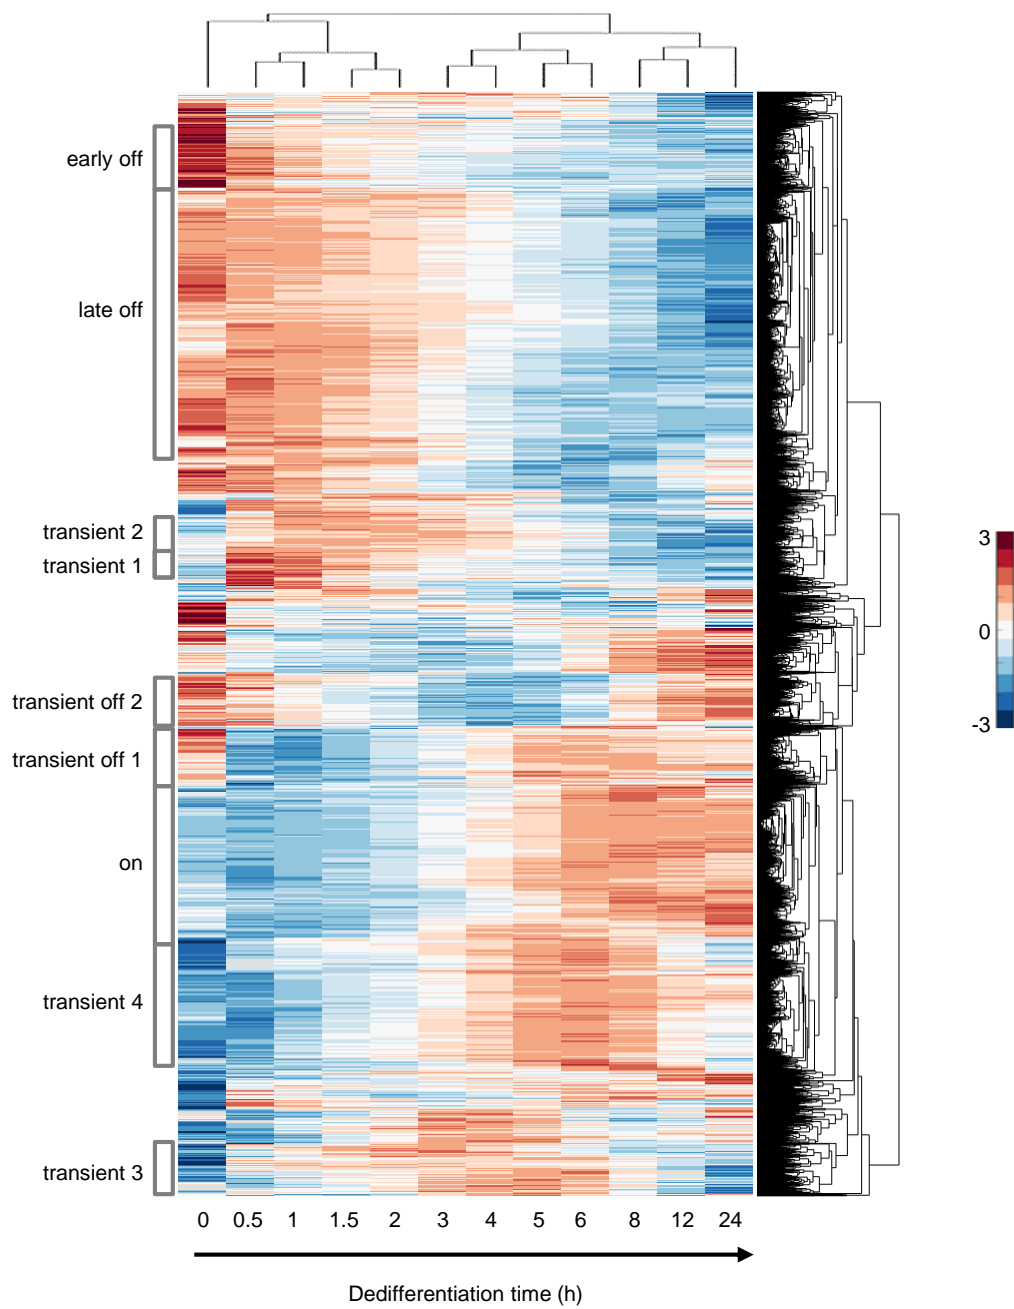 early off
late off
transient 2
transient 1
transient off 2
transient off 1
on
transient 4
transient 3
3
0
-3
0 0.5 1 1.5 2 3 4 5 6 8 12 24
Dedifferentiation time (h)